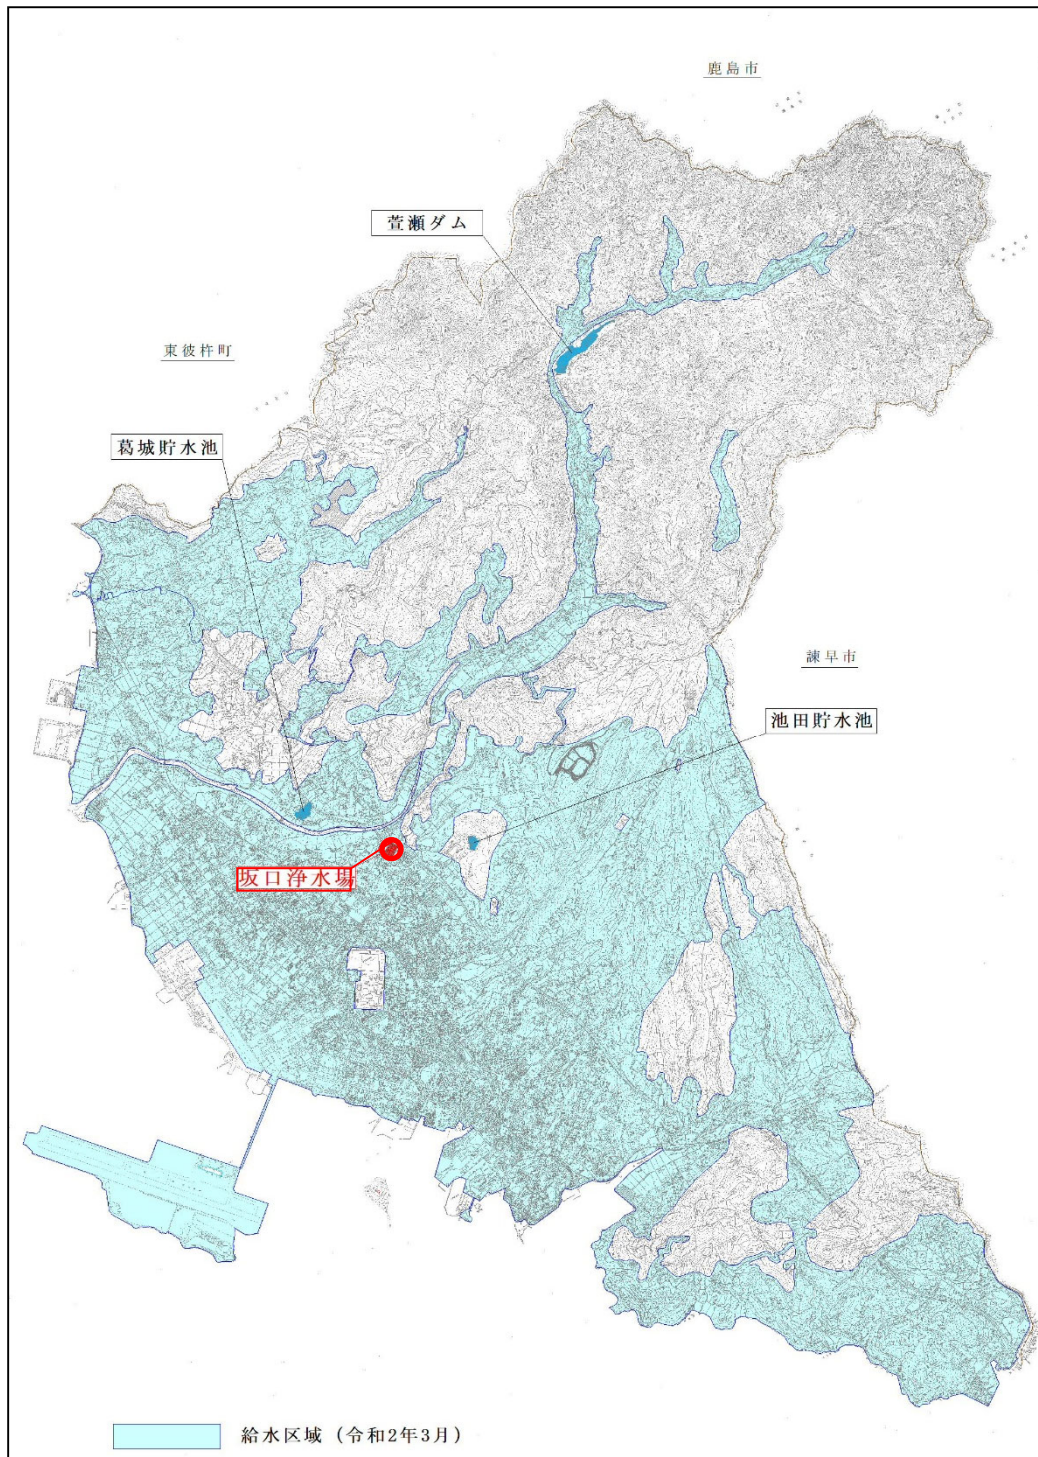 鹿島市
萱瀬ダム
東彼杵町
葛城貯水池
諫早市
池田貯水池
坂口浄水場
給水区域 (令和2年3月)